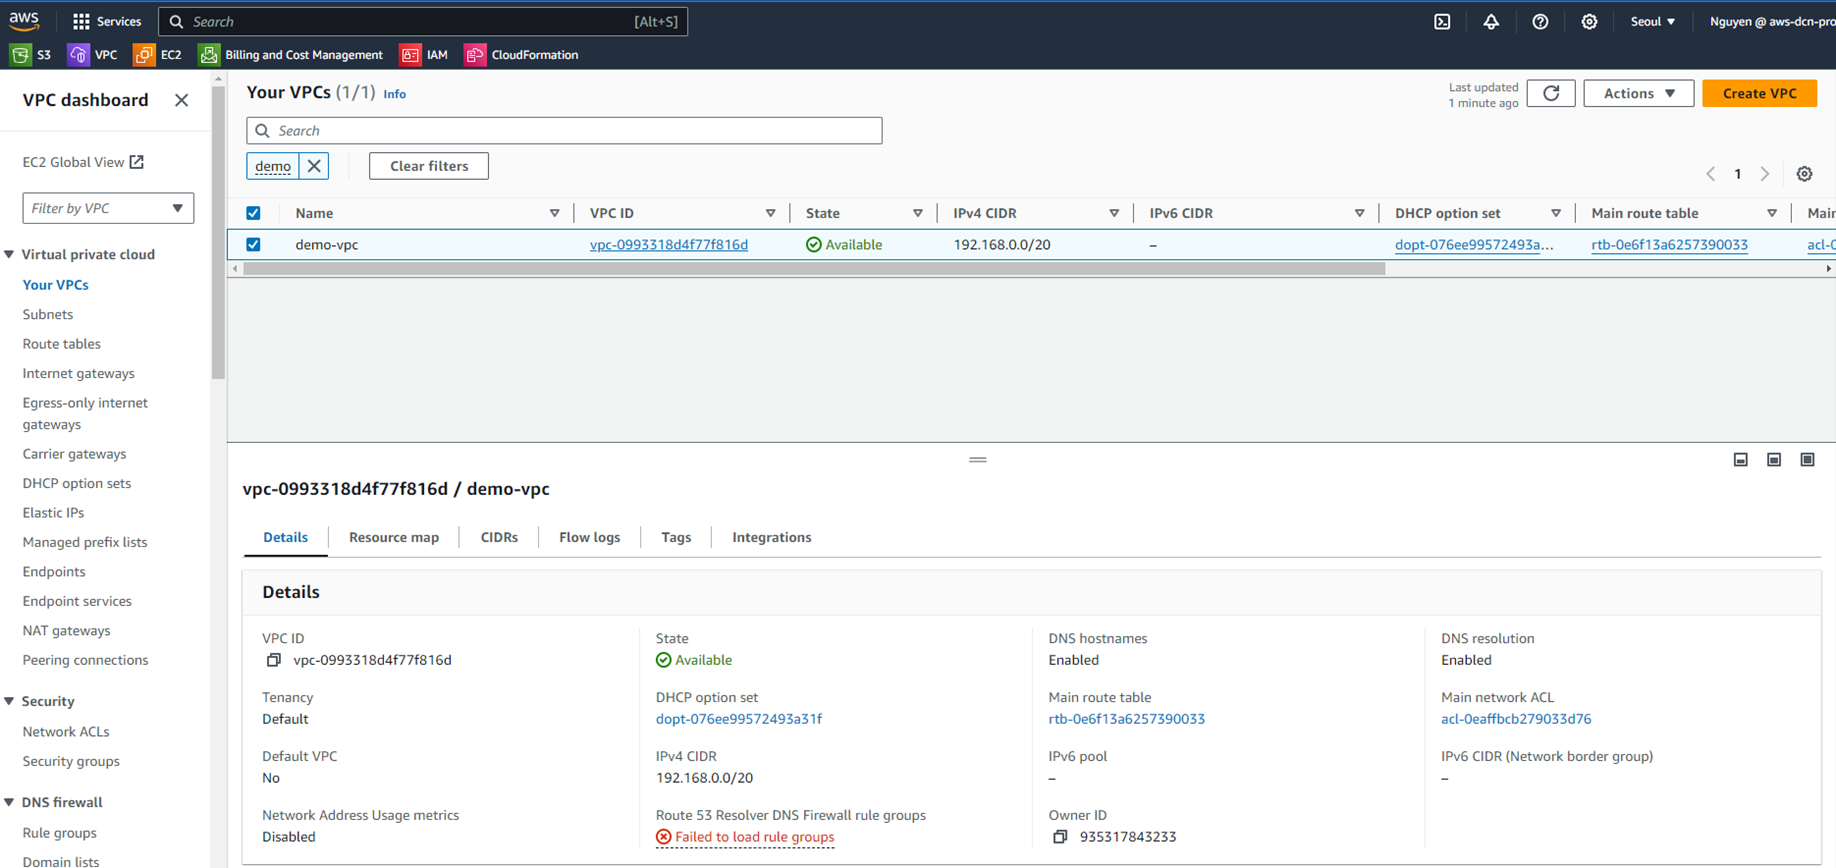 aws
Services
Search
[Alt+S]
Seoul
Nguyen @ aws-dcn-pro
S3
VPC
EC2
Billing and Cost Management
IAM
CloudFormation
VPC dashboard
EC2 Global View
Filter by VPC
Virtual private cloud
Your VPCs
Subnets
Route tables
Internet gateways
Egress-only internet
gateways
Carrier gateways
DHCP option sets
Elastic IPs
Managed prefix lists
Endpoints
Endpoint services
NAT gateways
Peering connections
Security
Network ACLs
Security groups
DNS firewall
Rule groups
Domain lists
Your VPCs (1/1) Info
Last updated
1 minute ago
Actions
Create VPC
Search
demo
Clear filters
1
Name
VPC ID
State
IPv4 CIDR
IPv6 CIDR
DHCP option set
Main route table
Main
demo-vpc
vpc-0993318d4f77f816d
Available
192.168.0.0/20
–
dopt-076ee99572493a...
rtb-0e6f13a6257390033
acl-0
vpc-0993318d4f77f816d / demo-vpc
Details
Resource map
CIDRs
Flow logs
Tags
Integrations
Details
VPC ID
vpc-0993318d4f77f816d
State
Available
DNS hostnames
Enabled
DNS resolution
Enabled
Tenancy
Default
DHCP option set
dopt-076ee99572493a31f
Main route table
rtb-0e6f13a6257390033
Main network ACL
acl-0eaffbcb279033d76
Default VPC
No
IPv4 CIDR
192.168.0.0/20
IPv6 pool
–
IPv6 CIDR (Network border group)
–
Network Address Usage metrics
Disabled
Route 53 Resolver DNS Firewall rule groups
Failed to load rule groups
Owner ID
935317843233